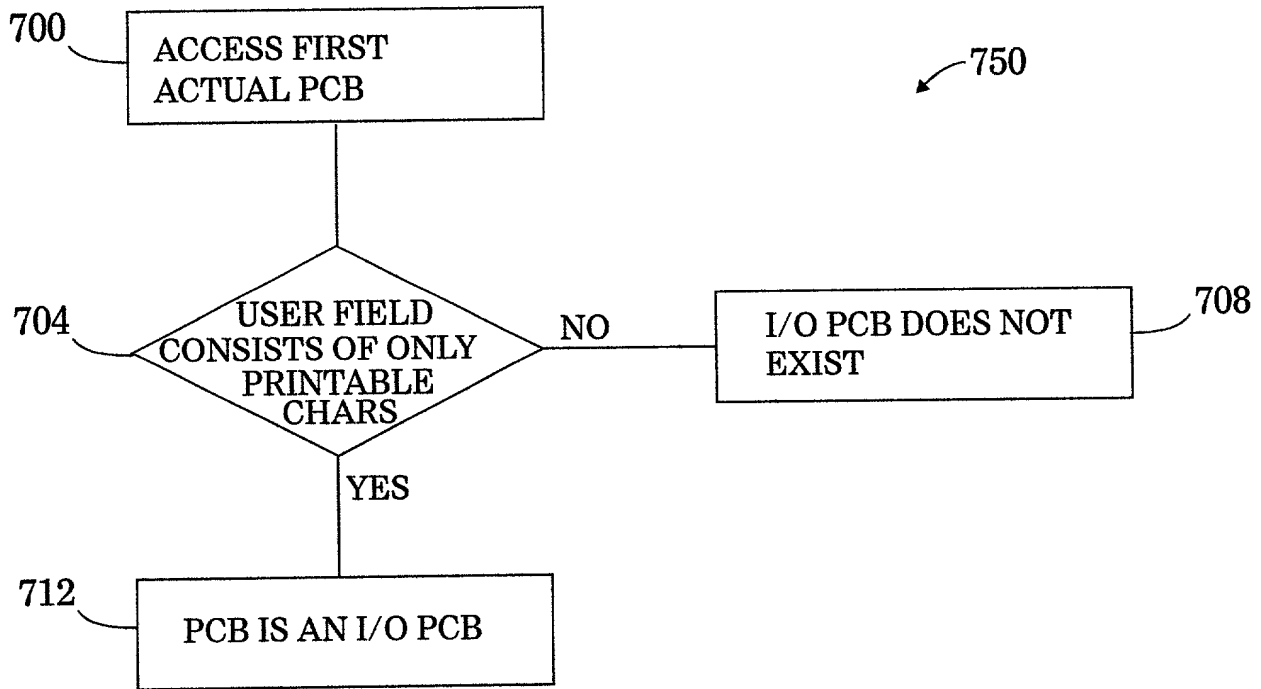 700
ACCESS FIRST
ACTUAL PCB
750
704
USER FIELD
CONSISTS OF ONLY
PRINTABLE
CHARS
NO
I/O PCB DOES NOT
EXIST
708
YES
712
PCB IS AN I/O PCB